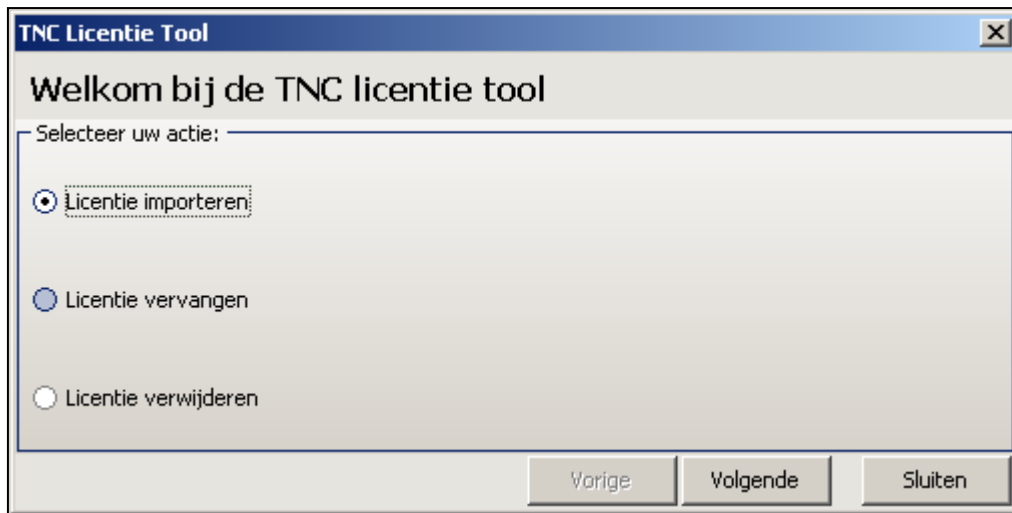 TNC Licentie Tool
Welkom bij de TNC licentie tool
Selecteer uw actie:
Licentie importeren
Licentie vervangen
Licentie verwijderen
Vorige Volgende Sluiten